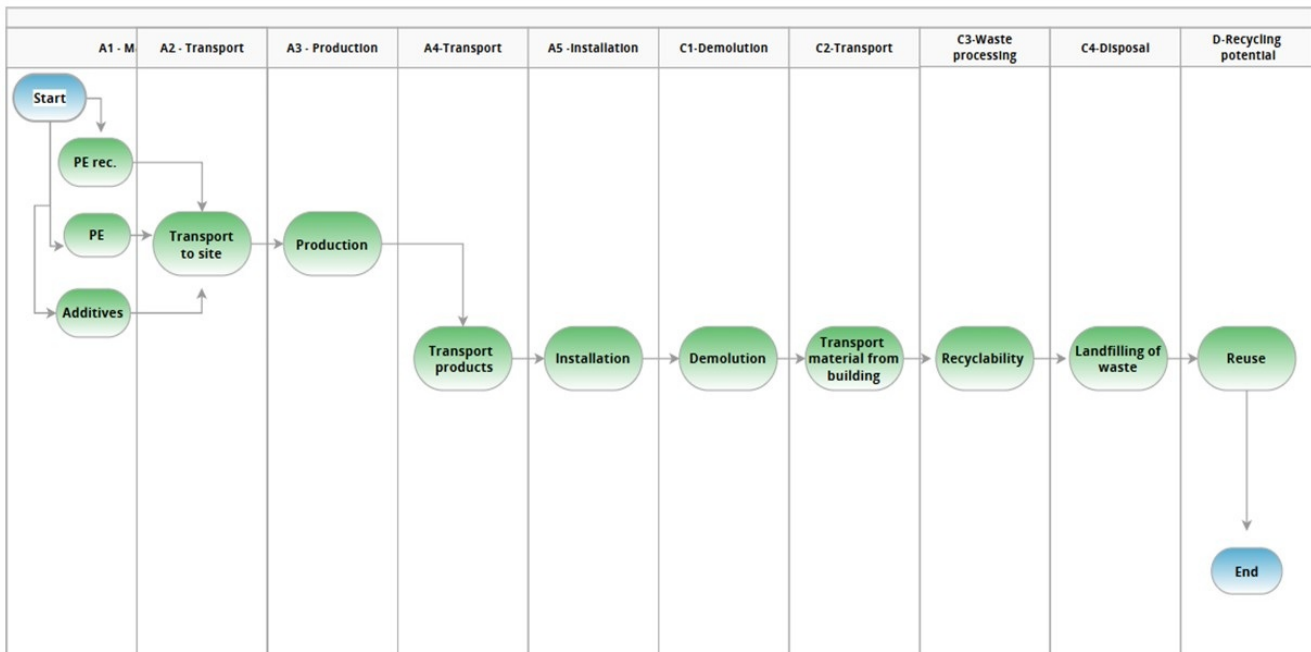 A1 - M
A2 - Transport
A3 - Production
A4-Transport
A5 -Installation
C1-Demolution
C2-Transport
C3-Waste
processing
C4-Disposal
D-Recycling
potential
Start
PE rec.
PE
Additives
Transport
to site
Production
Transport
products
Installation
Demolution
Transport
material from
building
Recyclability
Landfilling of
waste
Reuse
End